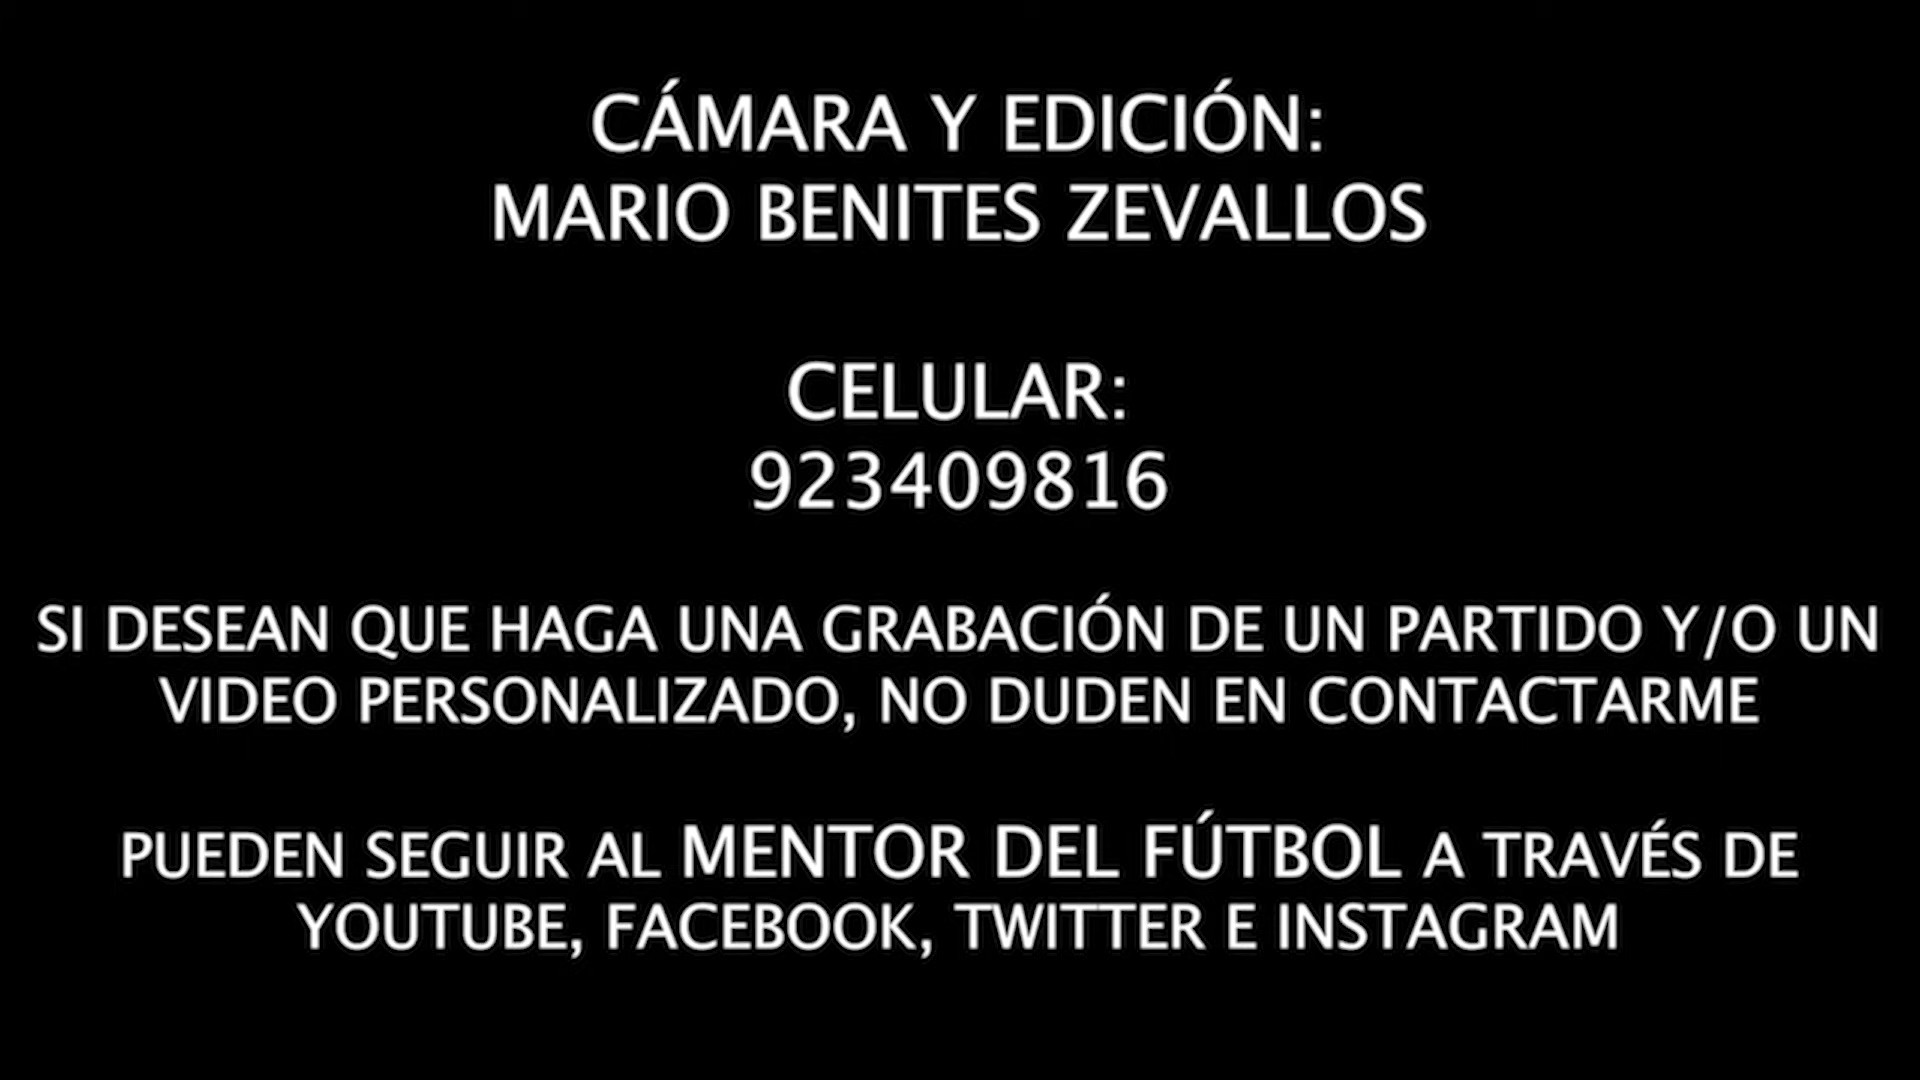 CÁMARA Y EDICIÓN:
MARIO BENITES ZEVALLOS
CELULAR:
923409816
SI DESEAN QUE HAGA UNA GRABACIÓN DE UN PARTIDO Y/O UN
VIDEO PERSONALIZADO, NO DUDEN EN CONTACTARME
PUEDEN SEGUIR AL MENTOR DEL FÚTBOL A TRAVÉS DE
YOUTUBE, FACEBOOK, TWITTER E INSTAGRAM